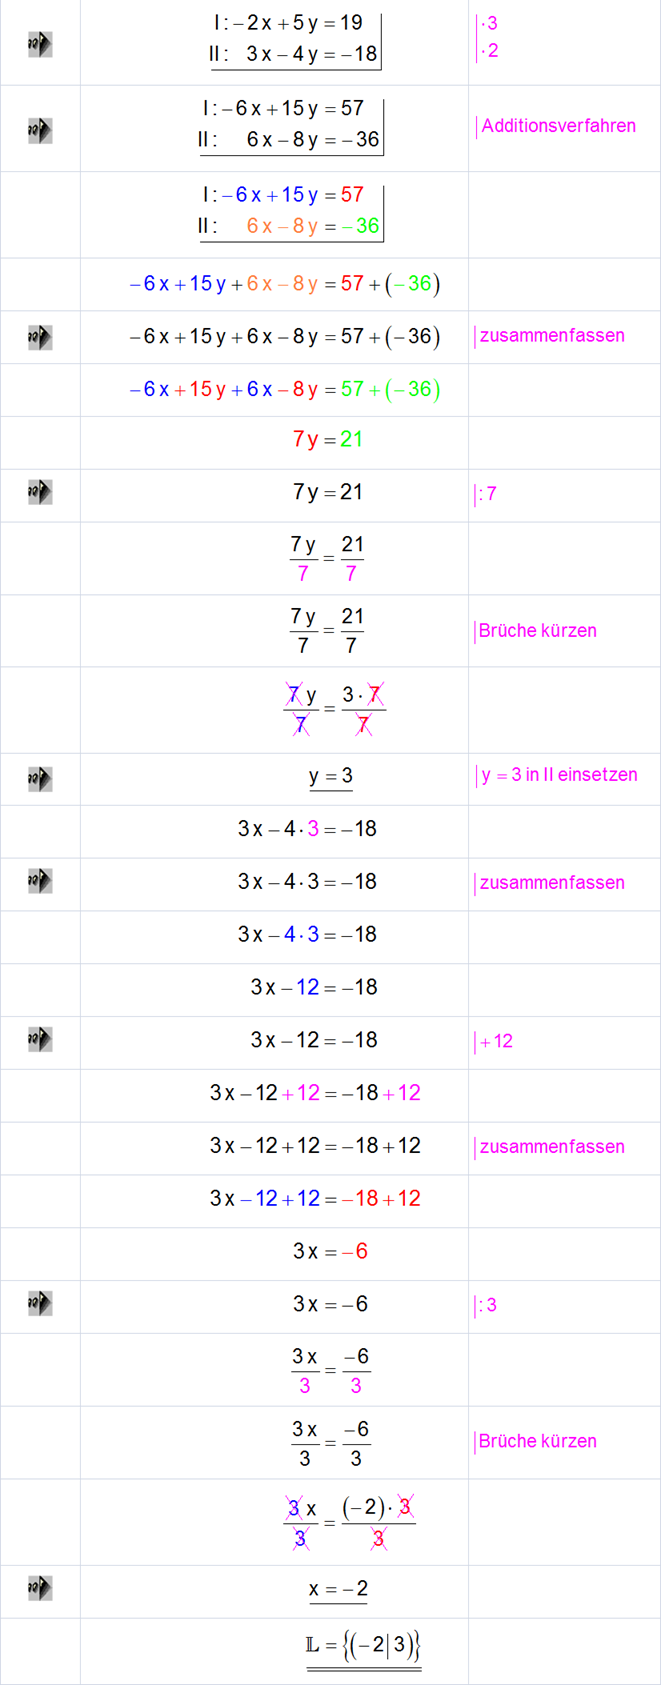 I: −2x + 5y = 19 |·3
II: 3x − 4y = −18 |·2
I: −6x + 15y = 57
II: 6x − 8y = −36 |Additionsverfahren
I: −6x + 15y = 57
II: 6x − 8y = −36
−6x + 15y + 6x − 8y = 57 + (−36)
−6x + 15y + 6x − 8y = 57 + (−36) |zusammenfassen
−6x + 15y + 6x − 8y = 57 + (−36)
7y = 21
7y = 21 |:7
7y/7 = 21/7
7y/7 = 21/7 |Brüche kürzen
7y/7 = 3·7/7
y = 3 |y = 3 in II einsetzen
3x − 4·3 = −18
3x − 4·3 = −18 |zusammenfassen
3x − 4·3 = −18
3x − 12 = −18
3x − 12 = −18 |+12
3x − 12 + 12 = −18 + 12
3x − 12 + 12 = −18 + 12 |zusammenfassen
3x − 12 + 12 = −18 + 12
3x = −6
3x = −6 |:3
3x/3 = −6/3
3x/3 = −6/3 |Brüche kürzen
3x/3 = (−2)·3/3
x = −2
𝕃 = {(−2|3)}